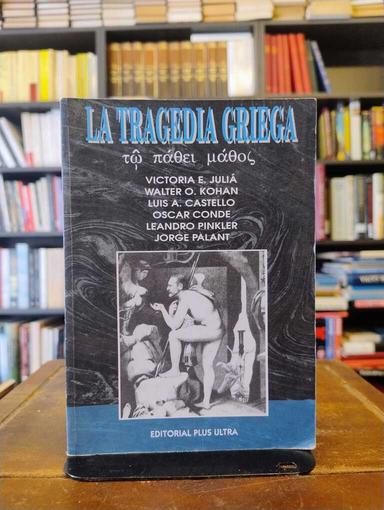 LA TRAGEDIA GRIEGA
τῷ πάθει μάθος
VICTORIA E. JULIÁ
WALTER O. KOHAN
LUIS A. CASTELLO
OSCAR CONDE
LEANDRO PINKLER
JORGE PALANT
EDITORIAL PLUS ULTRA